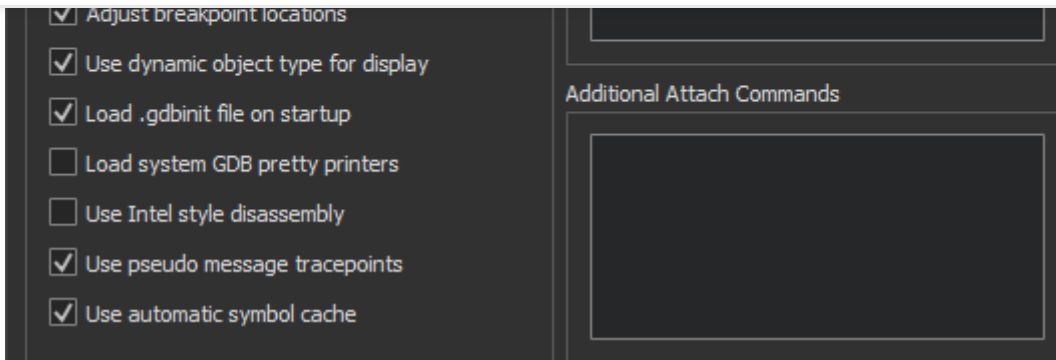 Adjust breakpoint locations
Use dynamic object type for display
Load .gdbinit file on startup
Load system GDB pretty printers
Use Intel style disassembly
Use pseudo message tracepoints
Use automatic symbol cache
Additional Attach Commands